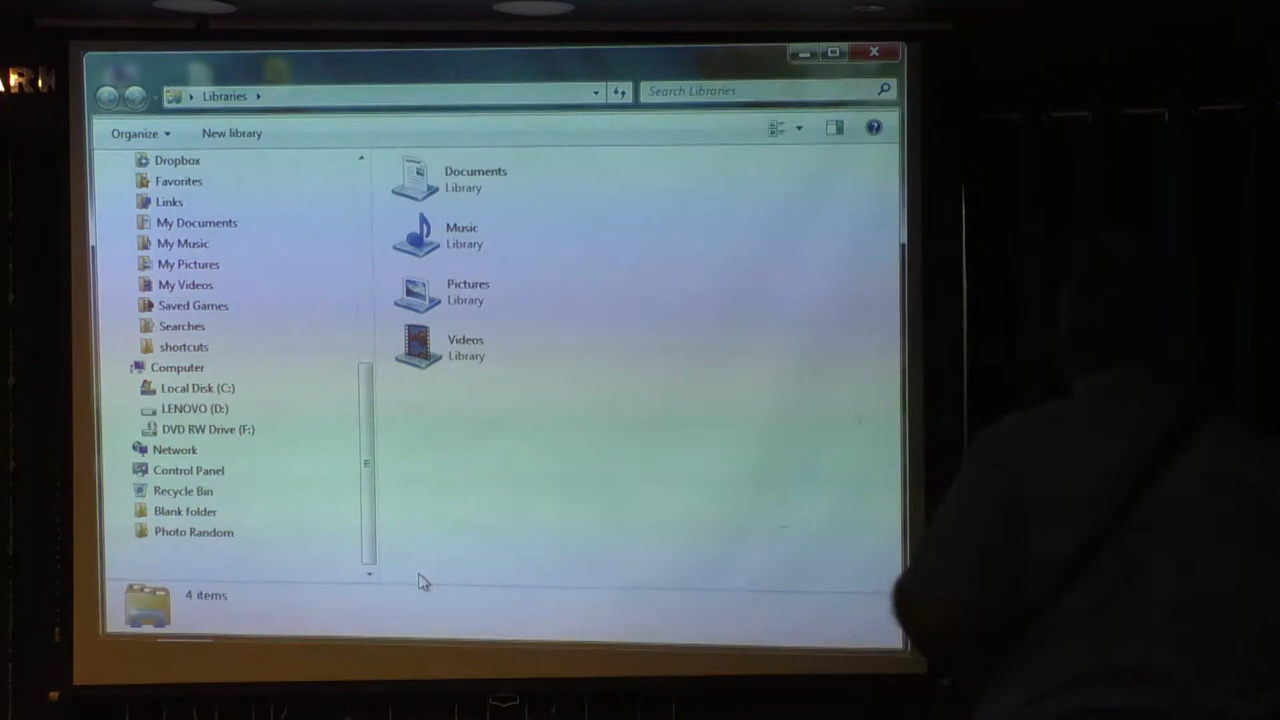 ARK
Libraries
Search Libraries
Organize
New library
Dropbox
Favorites
Links
My Documents
My Music
My Pictures
My Videos
Saved Games
Searches
shortcuts
Computer
Local Disk (C:)
LENOVO (D:)
DVD RW Drive (F:)
Network
Control Panel
Recycle Bin
Blank folder
Photo Random
Documents
Library
Music
Library
Pictures
Library
Videos
Library
4 items